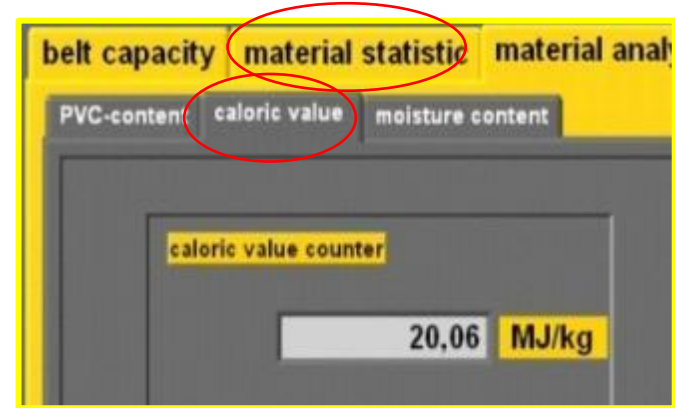 belt capacity material statistic material analy
PVC-content caloric value moisture content
caloric value counter
20,06 MJ/kg